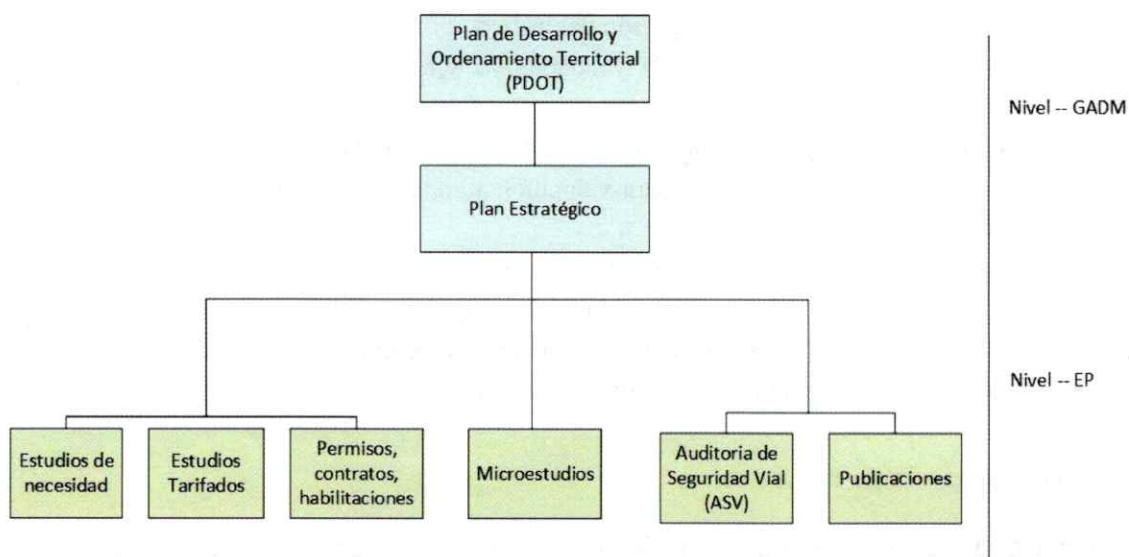 Plan de Desarrollo y
Ordenamiento Territorial
(PDOT)
Nivel -- GADM
Plan Estratégico
Nivel -- EP
Estudios de
necesidad
Estudios
Tarifados
Permisos,
contratos,
habilitaciones
Microestudios
Auditoria de
Seguridad Vial
(ASV)
Publicaciones